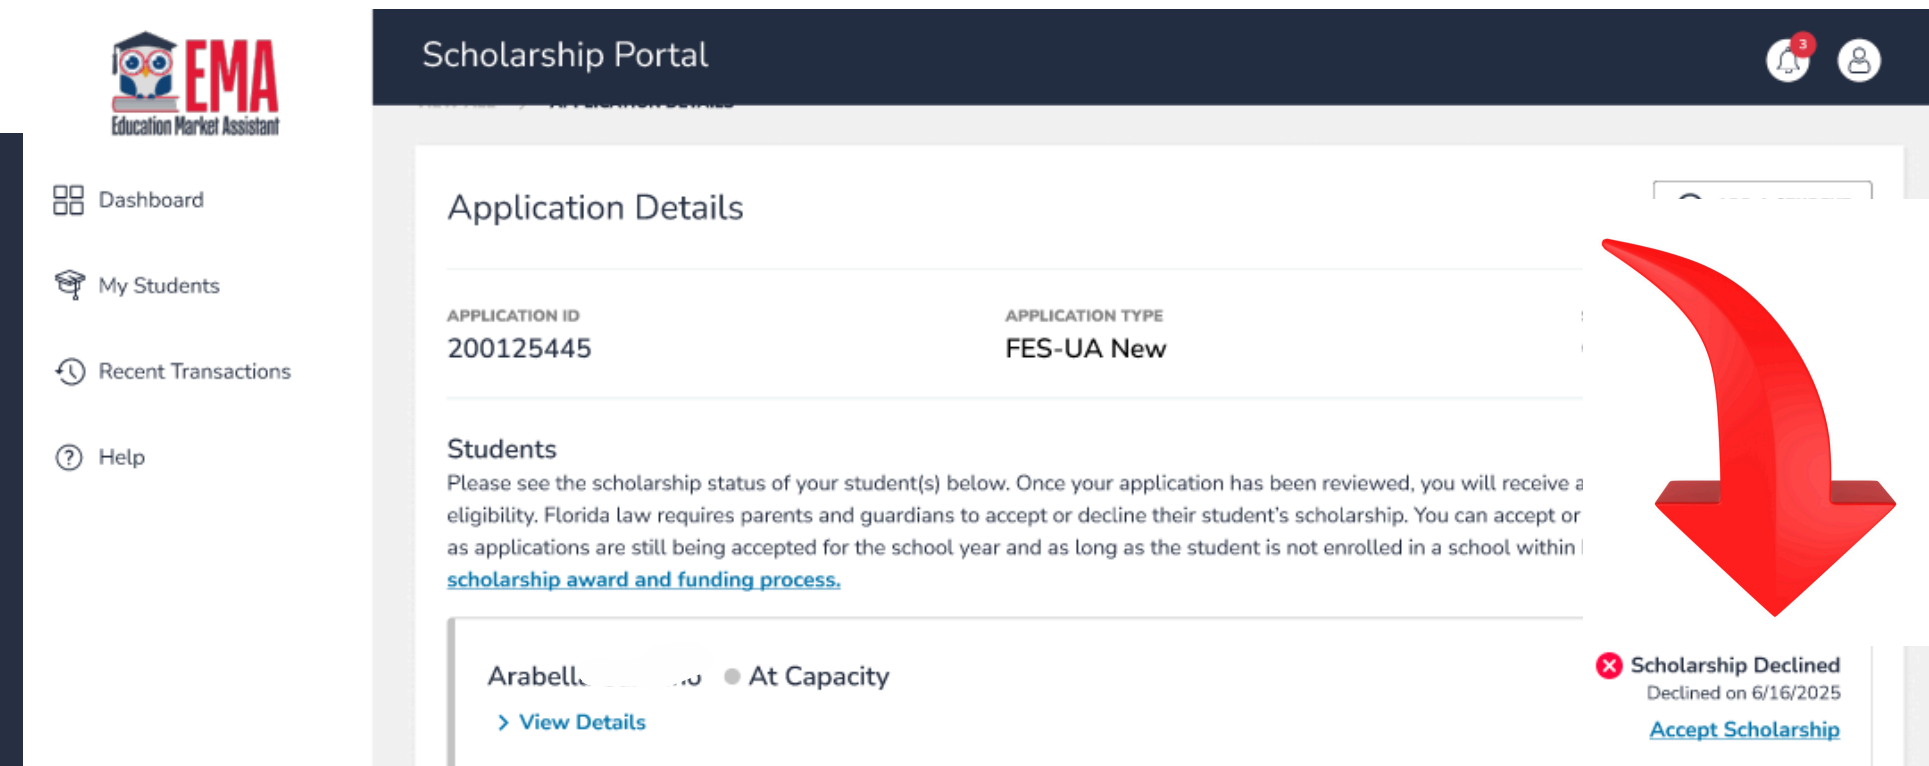 EMA
Education Market Assistant
Scholarship Portal
3
APPLICATION DETAILS
Dashboard
My Students
Recent Transactions
Help
Application Details
APPLICATION ID
200125445
APPLICATION TYPE
FES-UA New
Students
Please see the scholarship status of your student(s) below. Once your application has been reviewed, you will receive a
eligibility. Florida law requires parents and guardians to accept or decline their student's scholarship. You can accept or
as applications are still being accepted for the school year and as long as the student is not enrolled in a school within
scholarship award and funding process.
At Capacity
View Details
Scholarship Declined
Declined on 6/16/2025
Accept Scholarship